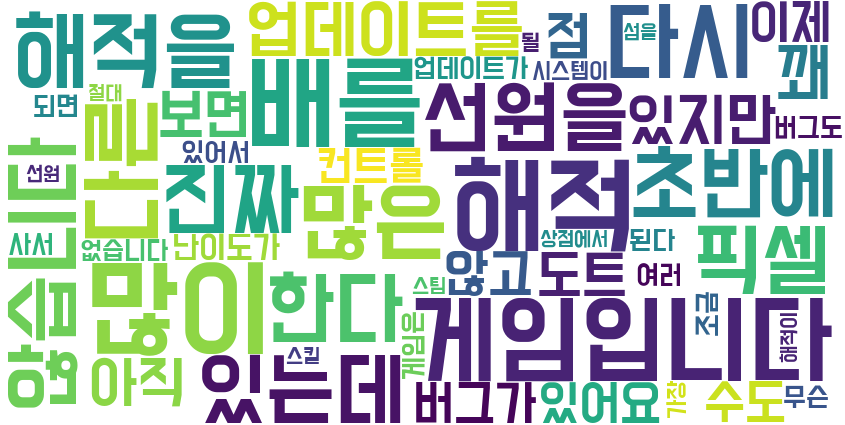 해적을
업데이트를
될
점
섬을
다시
이제
꽤
업데이트가
시스템이
되면
절대
다른
보면
배를
선원을
있지만
버그도
있어서
컨트롤
선원
진짜
많은
해적
초반에
사서
없습니다
난이도가
상점에서
된다
픽셀
많이
한다
스팀
않고
도트
여러
게임입니다
조금
해적이
게임은
스킬
아직
있는데
버그가
있어요
가장
수도
무슨